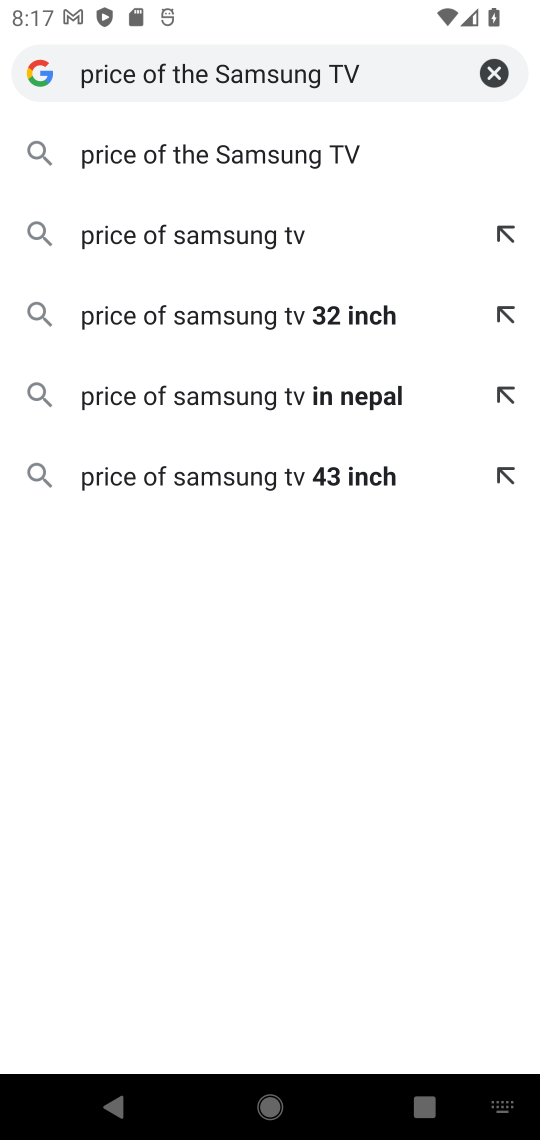 8:17
price of the Samsung TV
price of the Samsung TV
price of samsung tv
price of samsung tv 32 inch
price of samsung tv in nepal
price of samsung tv 43 inch